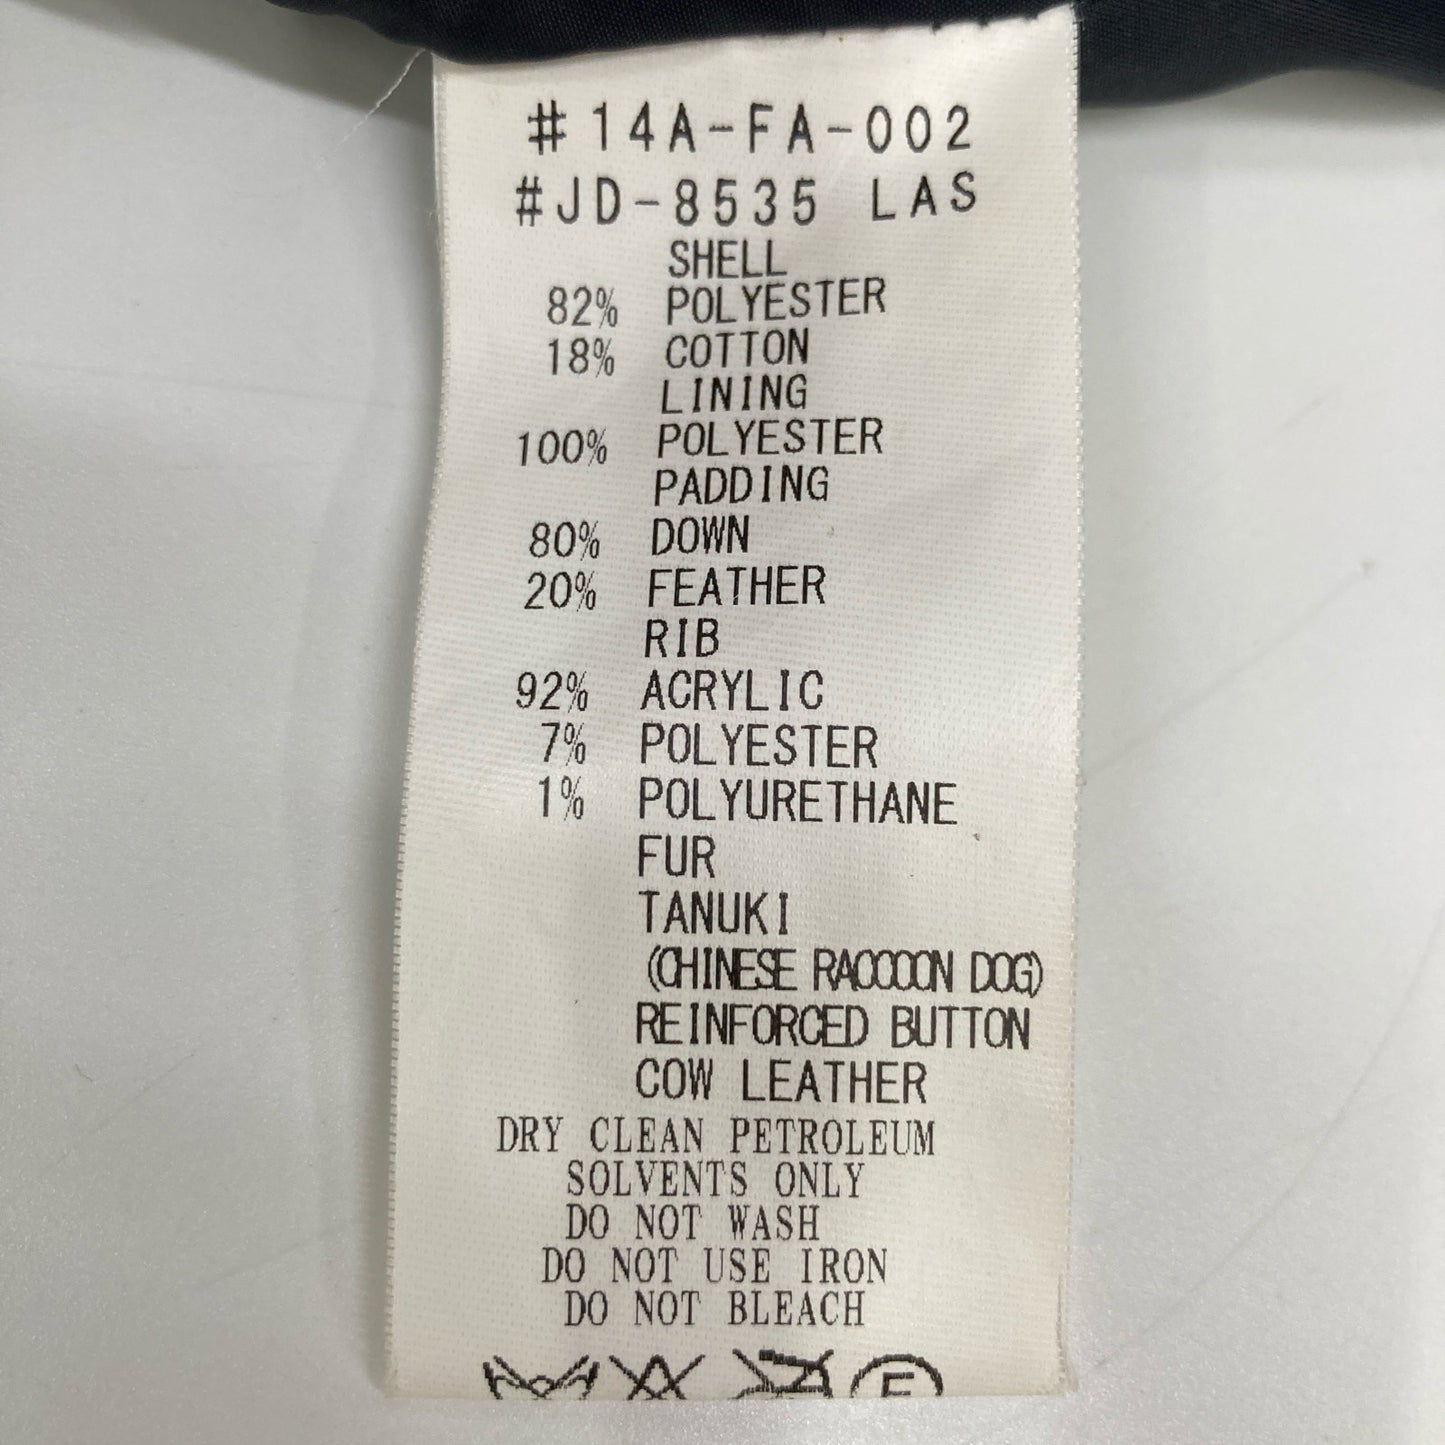 #14A-FA-002
#JD-8535 LAS
SHELL
82% POLYESTER
18% COTTON
LINING
100% POLYESTER
PADDING
80% DOWN
20% FEATHER
RIB
92% ACRYLIC
7% POLYESTER
1% POLYURETHANE
FUR
TANUKI
(CHINESE RACCOON DOG)
REINFORCED BUTTON
COW LEATHER
DRY CLEAN PETROLEUM
SOLVENTS ONLY
DO NOT WASH
DO NOT USE IRON
DO NOT BLEACH
F